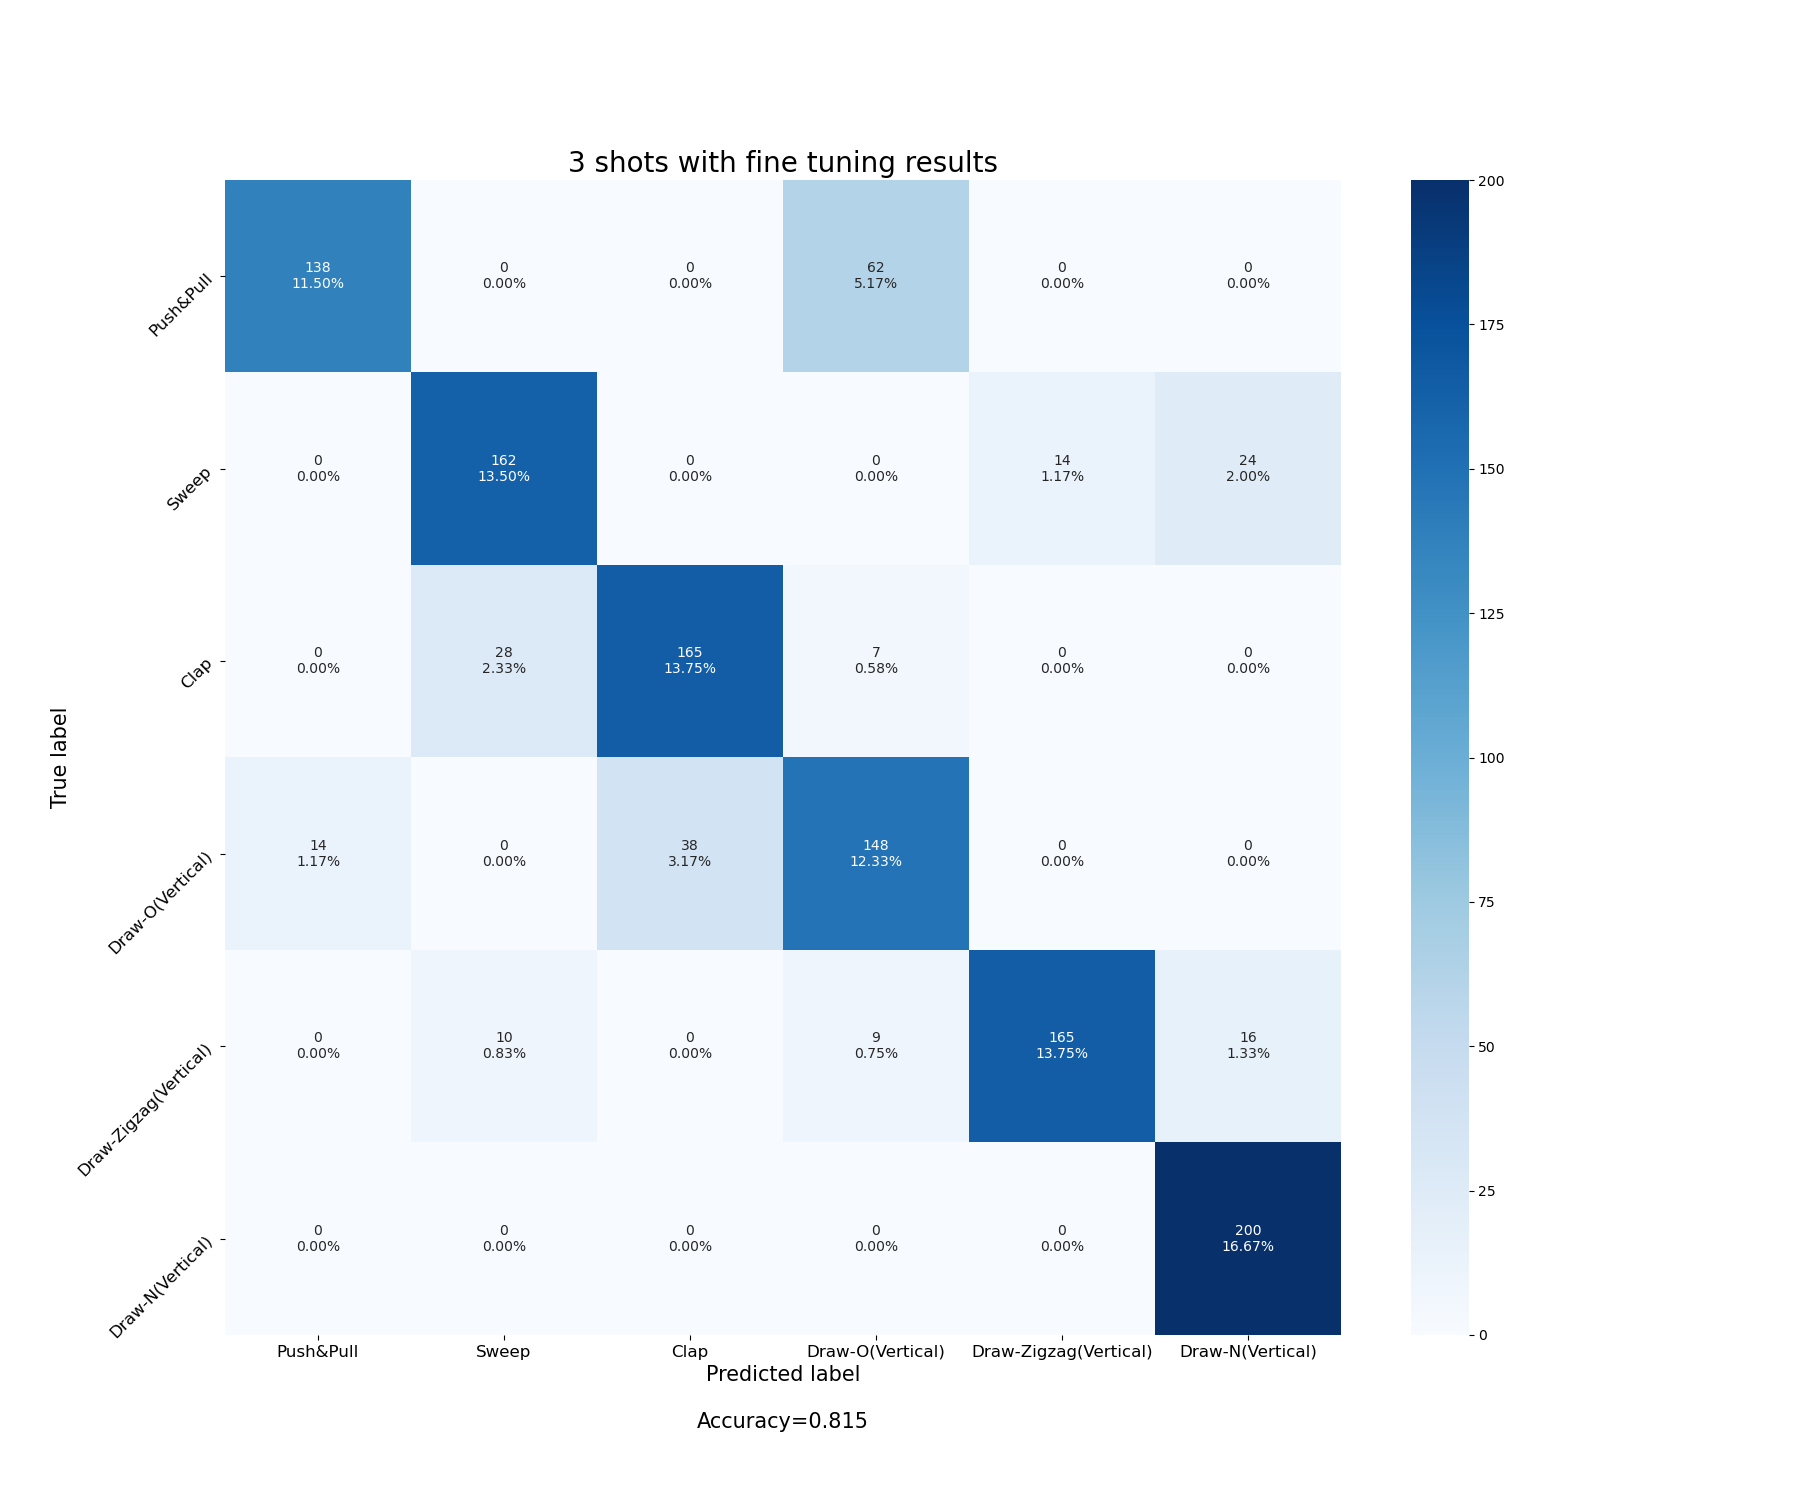 3 shots with fine tuning results
138 0 0 62 0 0
11.50% 0.00% 0.00% 5.17% 0.00% 0.00%
Push&Pull
0 162 0 0 14 24
0.00% 13.50% 0.00% 0.00% 1.17% 2.00%
Sweep
0 28 165 7 0 0
0.00% 2.33% 13.75% 0.58% 0.00% 0.00%
Clap
14 0 38 148 0 0
1.17% 0.00% 3.17% 12.33% 0.00% 0.00%
Draw-O(Vertical)
0 10 0 9 165 16
0.00% 0.83% 0.00% 0.75% 13.75% 1.33%
Draw-Zigzag(Vertical)
0 0 0 0 0 200
0.00% 0.00% 0.00% 0.00% 0.00% 16.67%
Draw-N(Vertical)
True label
Push&Pull Sweep Clap Draw-O(Vertical) Draw-Zigzag(Vertical) Draw-N(Vertical)
Predicted label
Accuracy=0.815
200
175
150
125
100
75
50
25
0